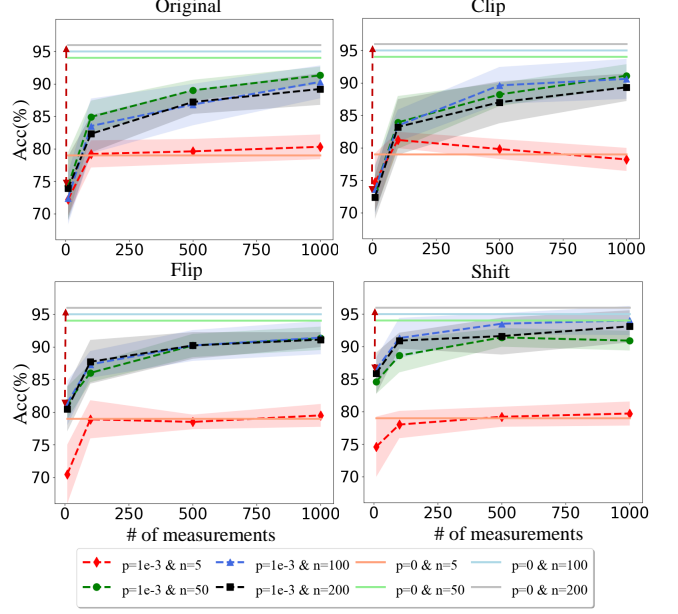 Original Clip
95 95
90 90
Acc(%) 85 85
80 80
75 75
70 70
0 250 500 750 1000 0 250 500 750 1000
Flip Shift
95 95
90 90
Acc(%) 85 85
80 80
75 75
70 70
0 250 500 750 1000 0 250 500 750 1000
# of measurements # of measurements
p=1e-3 & n=5 p=1e-3 & n=100 p=0 & n=5 p=0 & n=100
p=1e-3 & n=50 p=1e-3 & n=200 p=0 & n=50 p=0 & n=200